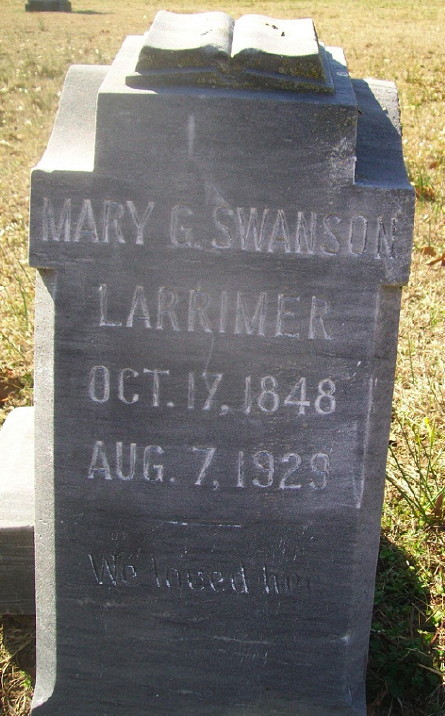 MARY G. SWANSON
LARRIMER
OCT. 17, 1848
AUG. 7, 1929
We loved her